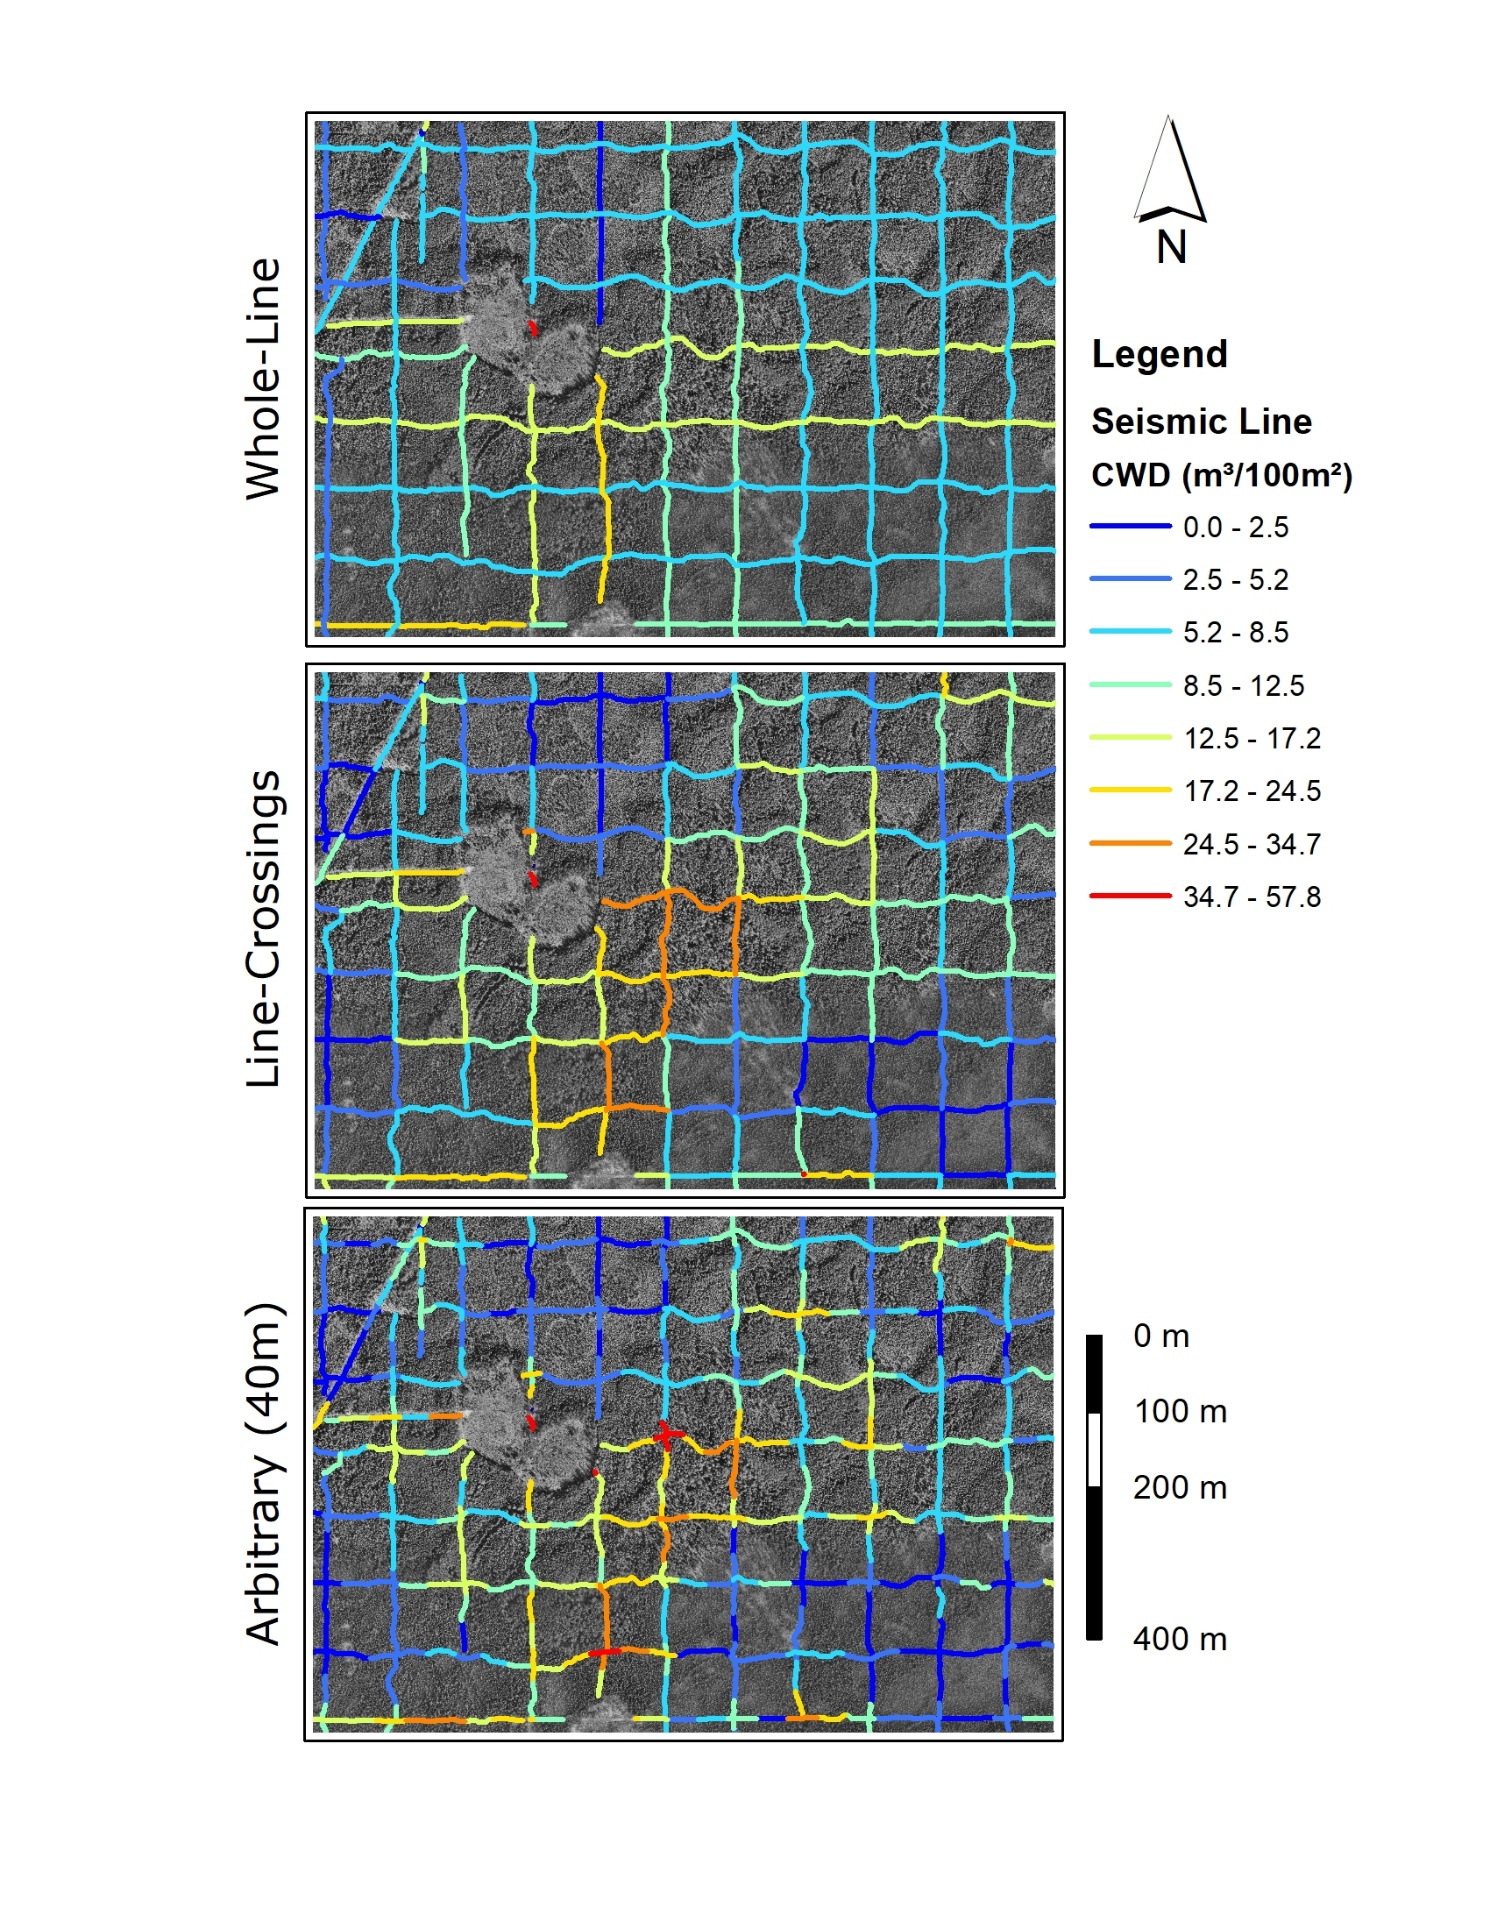 Whole-Line
Line-Crossings
Arbitrary (40m)
N
Legend
Seismic Line
CWD (m³/100m²)
0.0 - 2.5
2.5 - 5.2
5.2 - 8.5
8.5 - 12.5
12.5 - 17.2
17.2 - 24.5
24.5 - 34.7
34.7 - 57.8
0 m
100 m
200 m
400 m